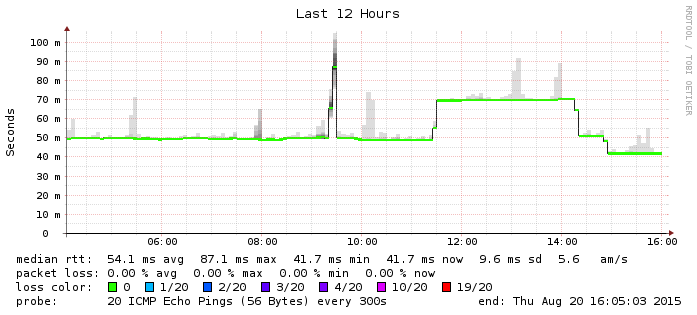 Last 12 Hours
RRDTOOL / TOBI OETIKER
Seconds
100 m
90 m
80 m
70 m
60 m
50 m
40 m
30 m
20 m
10 m
0
06:00 08:00 10:00 12:00 14:00 16:00
median rtt: 54.1 ms avg 87.1 ms max 41.7 ms min 41.7 ms now 9.6 ms sd 5.6 am/s
packet loss: 0.00 % avg 0.00 % max 0.00 % min 0.00 % now
loss color: 0 1/20 2/20 3/20 4/20 10/20 19/20
probe: 20 ICMP Echo Pings (56 Bytes) every 300s end: Thu Aug 20 16:05:03 2015